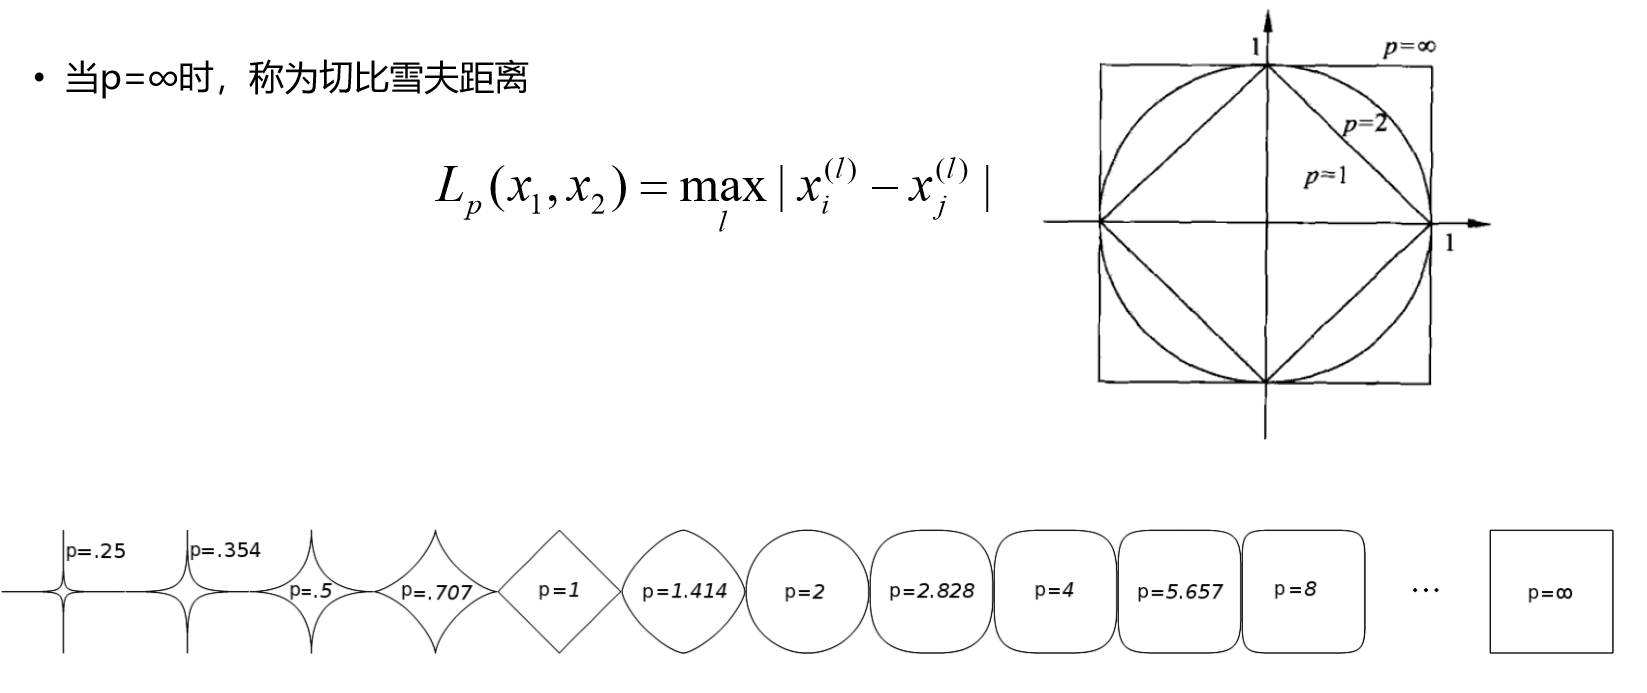 • 当p=∞时，称为切比雪夫距离
L_p(x_1, x_2) = max_l | x_i^(l) − x_j^(l) |
1
p=∞
p=2
p=1
1
p=.25
p=.354
p=.5
p=.707
p=1
p=1.414
p=2
p=2.828
p=4
p=5.657
p=8
…
p=∞